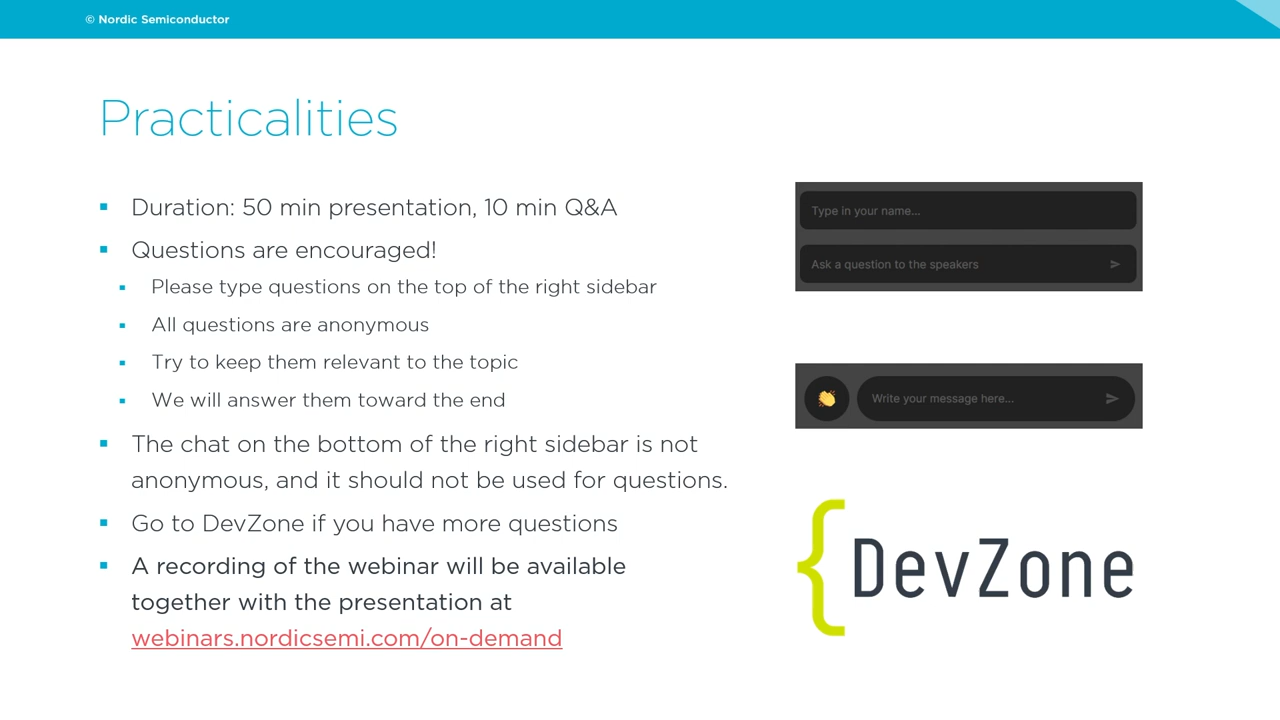 © Nordic Semiconductor
Practicalities
Duration: 50 min presentation, 10 min Q&A
Questions are encouraged!
Please type questions on the top of the right sidebar
All questions are anonymous
Try to keep them relevant to the topic
We will answer them toward the end
The chat on the bottom of the right sidebar is not
anonymous, and it should not be used for questions.
Go to DevZone if you have more questions
A recording of the webinar will be available
together with the presentation at
webinars.nordicsemi.com/on-demand
Type in your name...
Ask a question to the speakers
Write your message here...
{DevZone